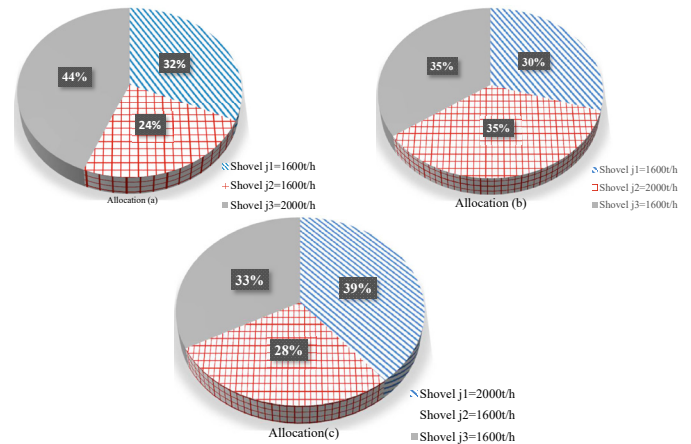 44%
32%
24%
Shovel j1=1600t/h
Shovel j2=1600t/h
Shovel j3=2000t/h
Allocation (a)
35%
30%
35%
Shovel j1=1600t/h
Shovel j2=2000t/h
Shovel j3=1600t/h
Allocation (b)
33%
39%
28%
Shovel j1=2000t/h
Shovel j2=1600t/h
Shovel j3=1600t/h
Allocation(c)